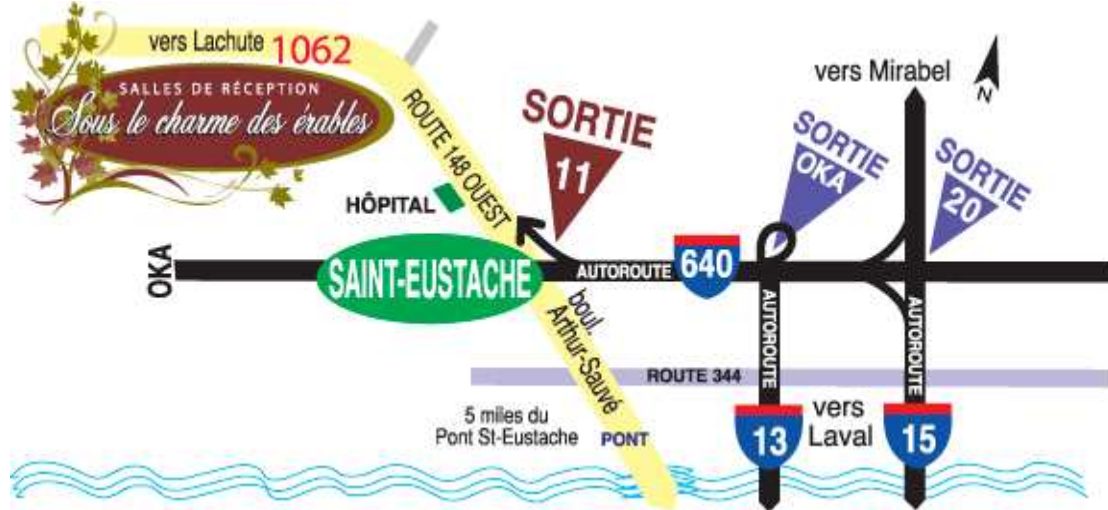 vers Lachute 1062
SALLES DE RÉCEPTION
Sous le charme des érables
ROUTE 148 OUEST
HÔPITAL
SORTIE
11
SORTIE
OKA
vers Mirabel
N
SORTIE
20
OKA
SAINT-EUSTACHE
AUTOROUTE 640
boul.
Arthur-Sauvé
AUTOROUTE
AUTOROUTE
ROUTE 344
5 miles du
Pont St-Eustache
PONT
13
vers
Laval
15